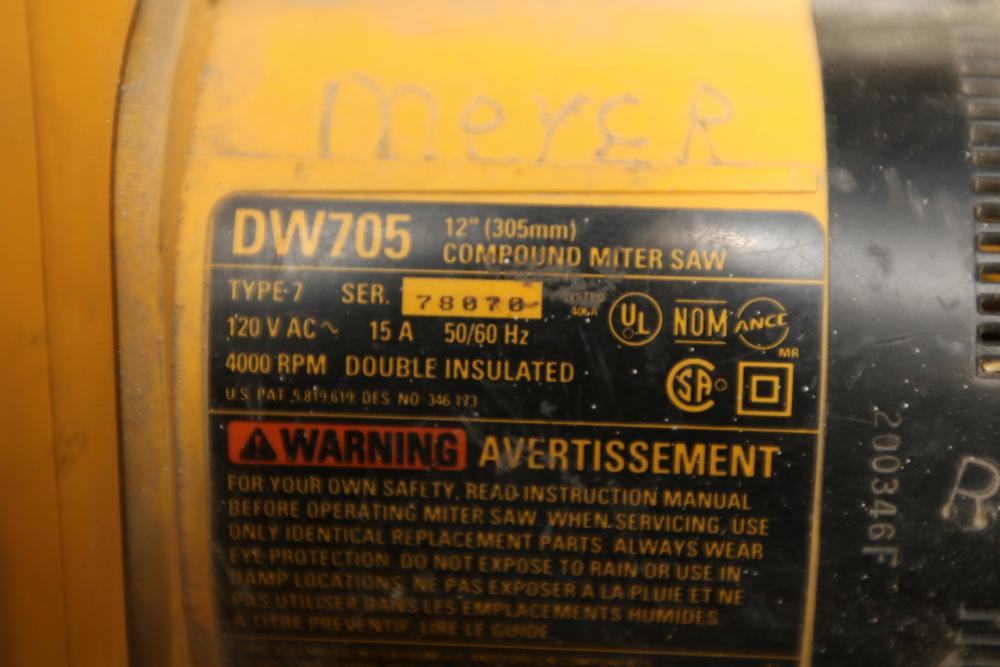 MEYER
DW705 12" (305mm)
COMPOUND MITER SAW
TYPE 7 SER. 78070
120 V AC~ 15 A 50/60 Hz
4000 RPM DOUBLE INSULATED
U.S. PAT. 5,819,619, DES. NO. 346 173
UL NOM ANCE
MR
SA
WARNING AVERTISSEMENT
FOR YOUR OWN SAFETY, READ INSTRUCTION MANUAL
BEFORE OPERATING MITER SAW. WHEN SERVICING, USE
ONLY IDENTICAL REPLACEMENT PARTS. ALWAYS WEAR
EYE PROTECTION. DO NOT EXPOSE TO RAIN OR USE IN
DAMP LOCATIONS. NE PAS EXPOSER À LA PLUIE ET NE
PAS UTILISER DANS LES EMPLACEMENTS HUMIDES.
À TITRE PRÉVENTIF, LIRE LE GUIDE.
200346F
R